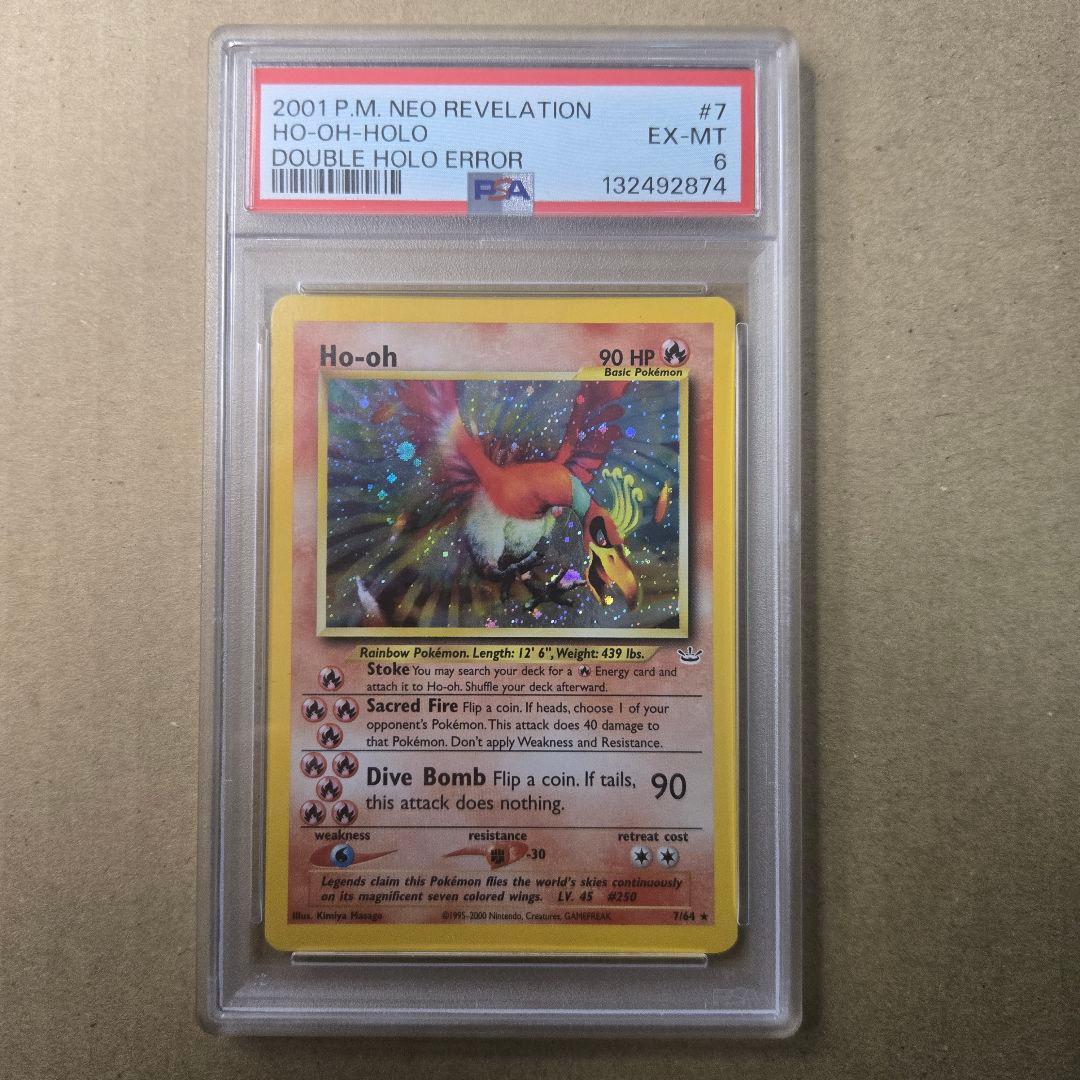 2001 P.M. NEO REVELATION #7
HO-OH-HOLO EX-MT
DOUBLE HOLO ERROR 6
PSA 132492874
Ho-oh 90 HP
Basic Pokémon
Rainbow Pokémon. Length: 12' 6", Weight: 439 lbs.
Stoke You may search your deck for a Energy card and
attach it to Ho-oh. Shuffle your deck afterward.
Sacred Fire Flip a coin. If heads, choose 1 of your
opponent's Pokémon. This attack does 40 damage to
that Pokémon. Don't apply Weakness and Resistance.
Dive Bomb Flip a coin. If tails, 90
this attack does nothing.
weakness resistance retreat cost
-30
Legends claim this Pokémon flies the world's skies continuously
on its magnificent seven colored wings. LV. 45 #250
Illus. Kimiya Masago ©1995-2000 Nintendo, Creatures, GAMEFREAK. 7/64 ★
PSA